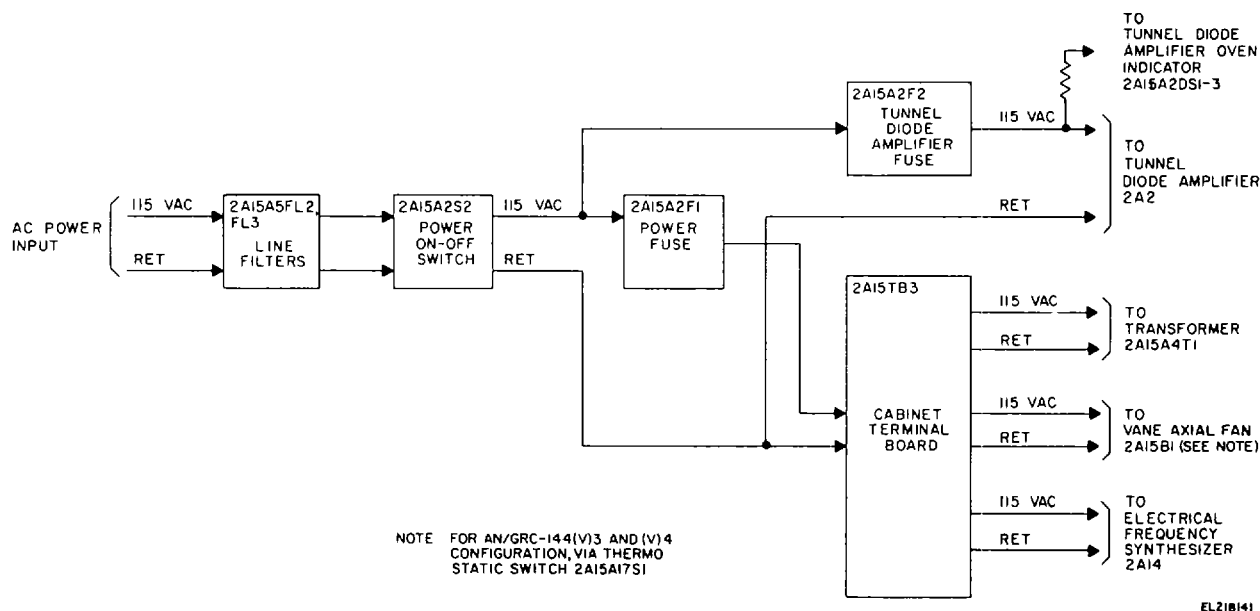 AC POWER
INPUT
115 VAC
RET
2A15A5FL2,
FL3
LINE
FILTERS
2A15A2S2
POWER
ON-OFF
SWITCH
115 VAC
RET
2A15A2F1
POWER
FUSE
2A15A2F2
TUNNEL
DIODE
AMPLIFIER
FUSE
115 VAC
TO
TUNNEL DIODE
AMPLIFIER OVEN
INDICATOR
2A15A2DS1-3
TO
TUNNEL
DIODE AMPLIFIER
2A2
RET
2A15TB3
CABINET
TERMINAL
BOARD
115 VAC
RET
TO
TRANSFORMER
2A15A4T1
115 VAC
RET
TO
VANE AXIAL FAN
2A15B1 (SEE NOTE)
115 VAC
RET
TO
ELECTRICAL
FREQUENCY
SYNTHESIZER
2A14
NOTE FOR AN/GRC-144(V)3 AND (V)4
CONFIGURATION, VIA THERMO
STATIC SWITCH 2A15A17S1
EL2IB141